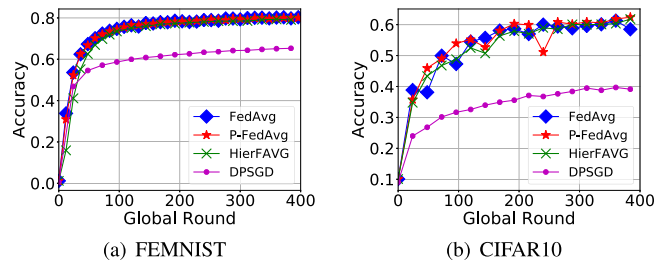 0.8
0.6
0.4
0.2
0.0
Accuracy
FedAvg
P-FedAvg
HierFAVG
DPSGD
0 100 200 300 400
Global Round
(a) FEMNIST
0.6
0.5
0.4
0.3
0.2
0.1
Accuracy
FedAvg
P-FedAvg
HierFAVG
DPSGD
0 100 200 300 400
Global Round
(b) CIFAR10